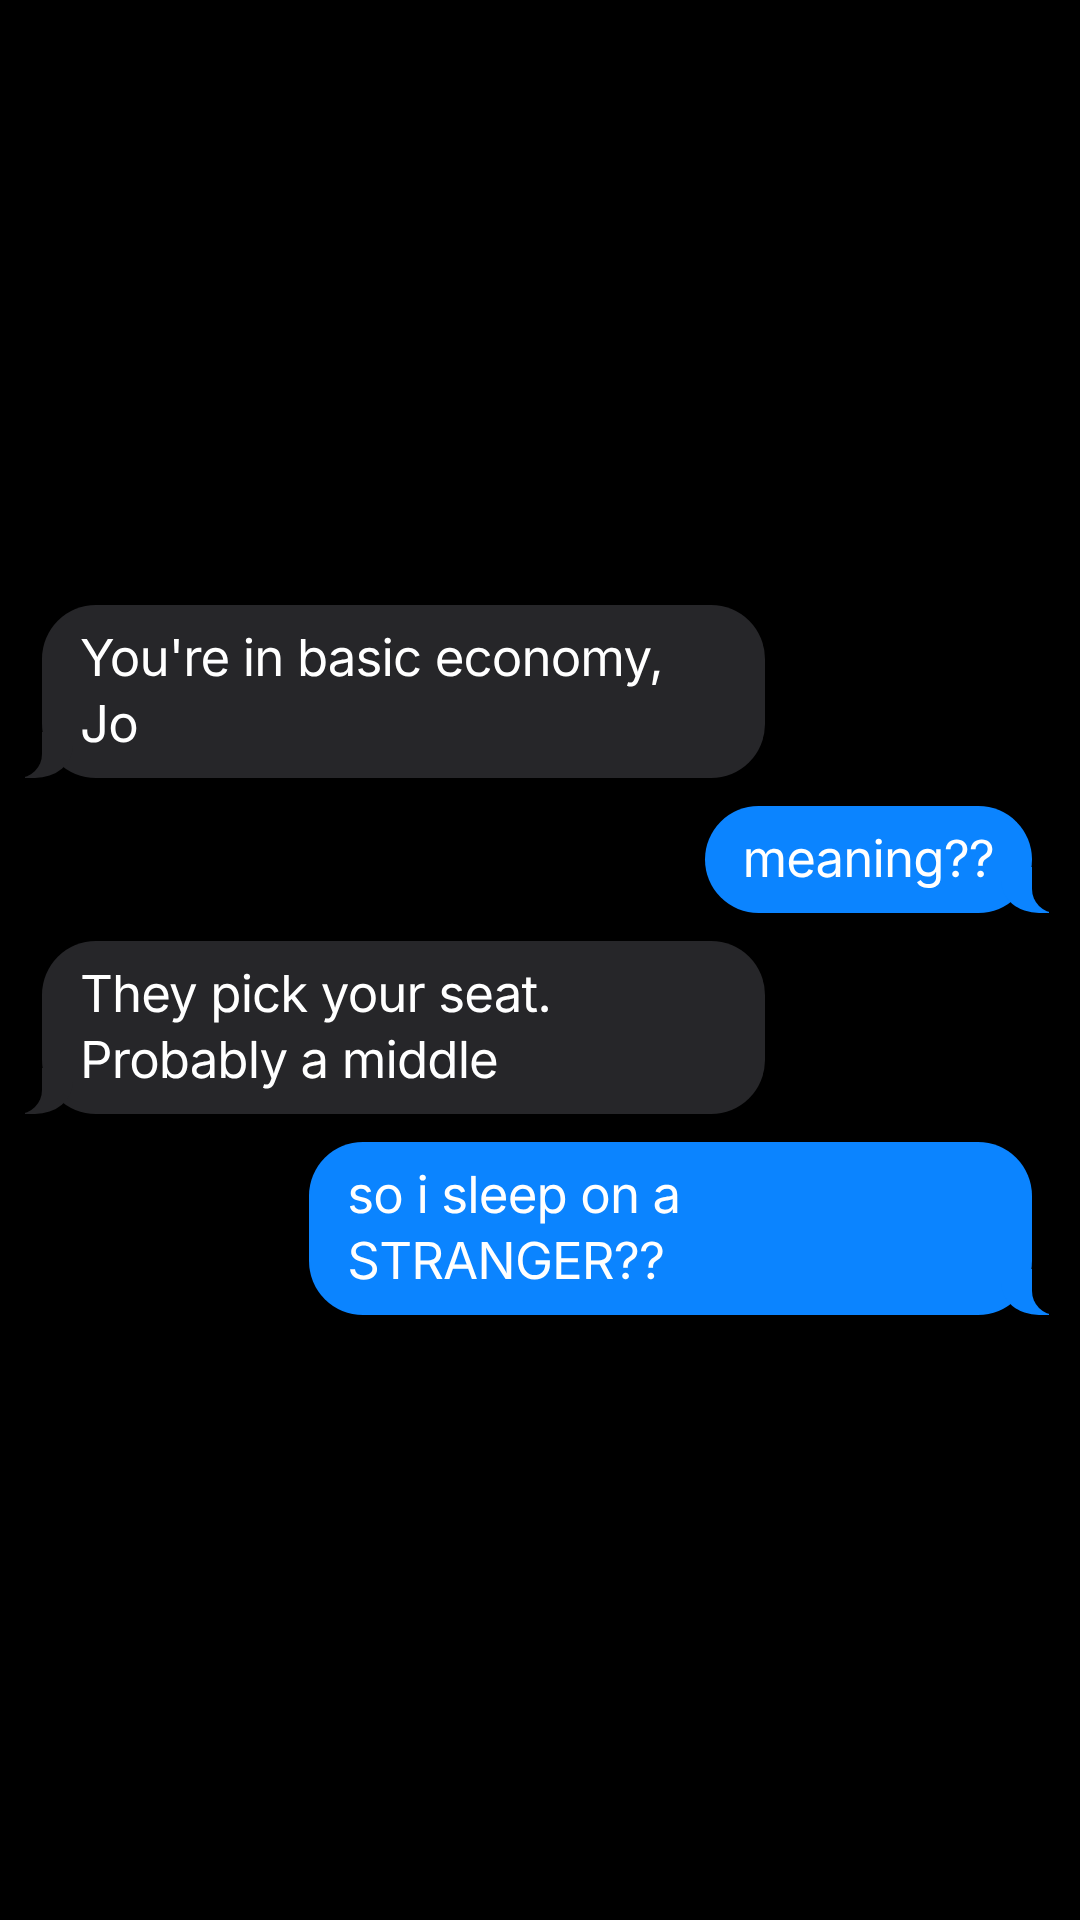 You're in basic economy,
Jo
meaning??
They pick your seat.
Probably a middle
so i sleep on a
STRANGER??